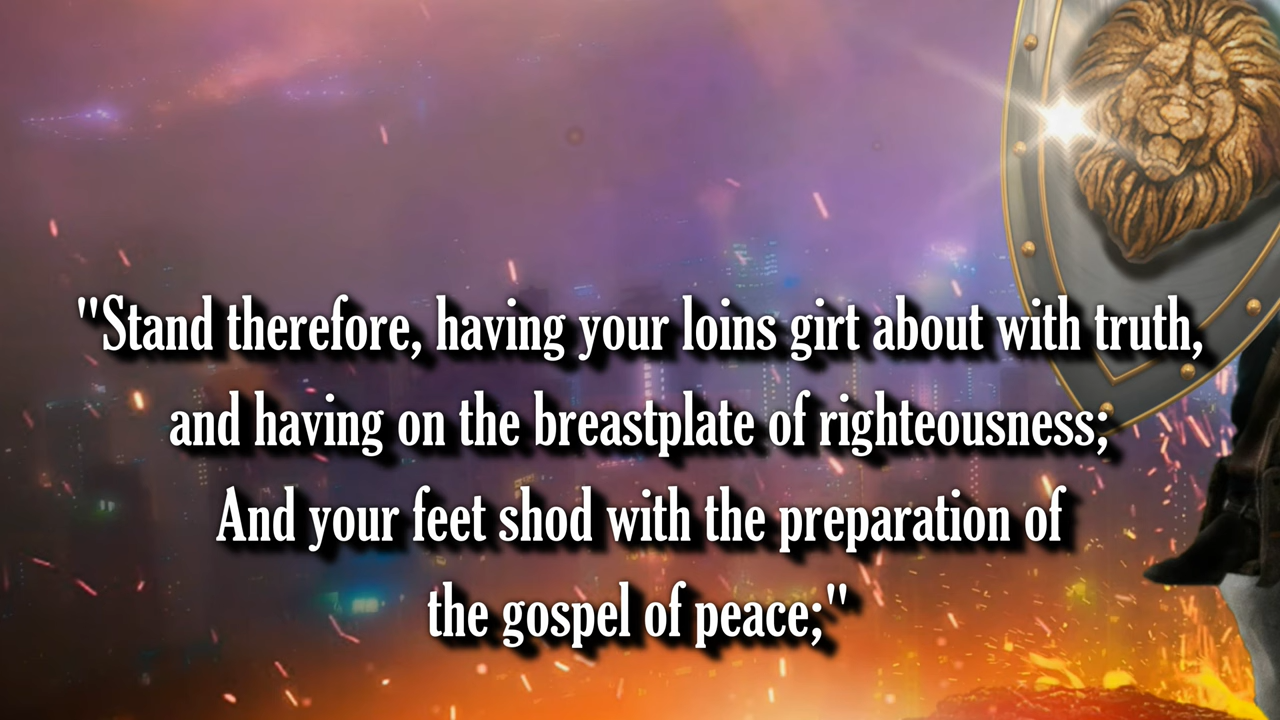 "Stand therefore, having your loins girt about with truth,
and having on the breastplate of righteousness;
And your feet shod with the preparation of
the gospel of peace;"